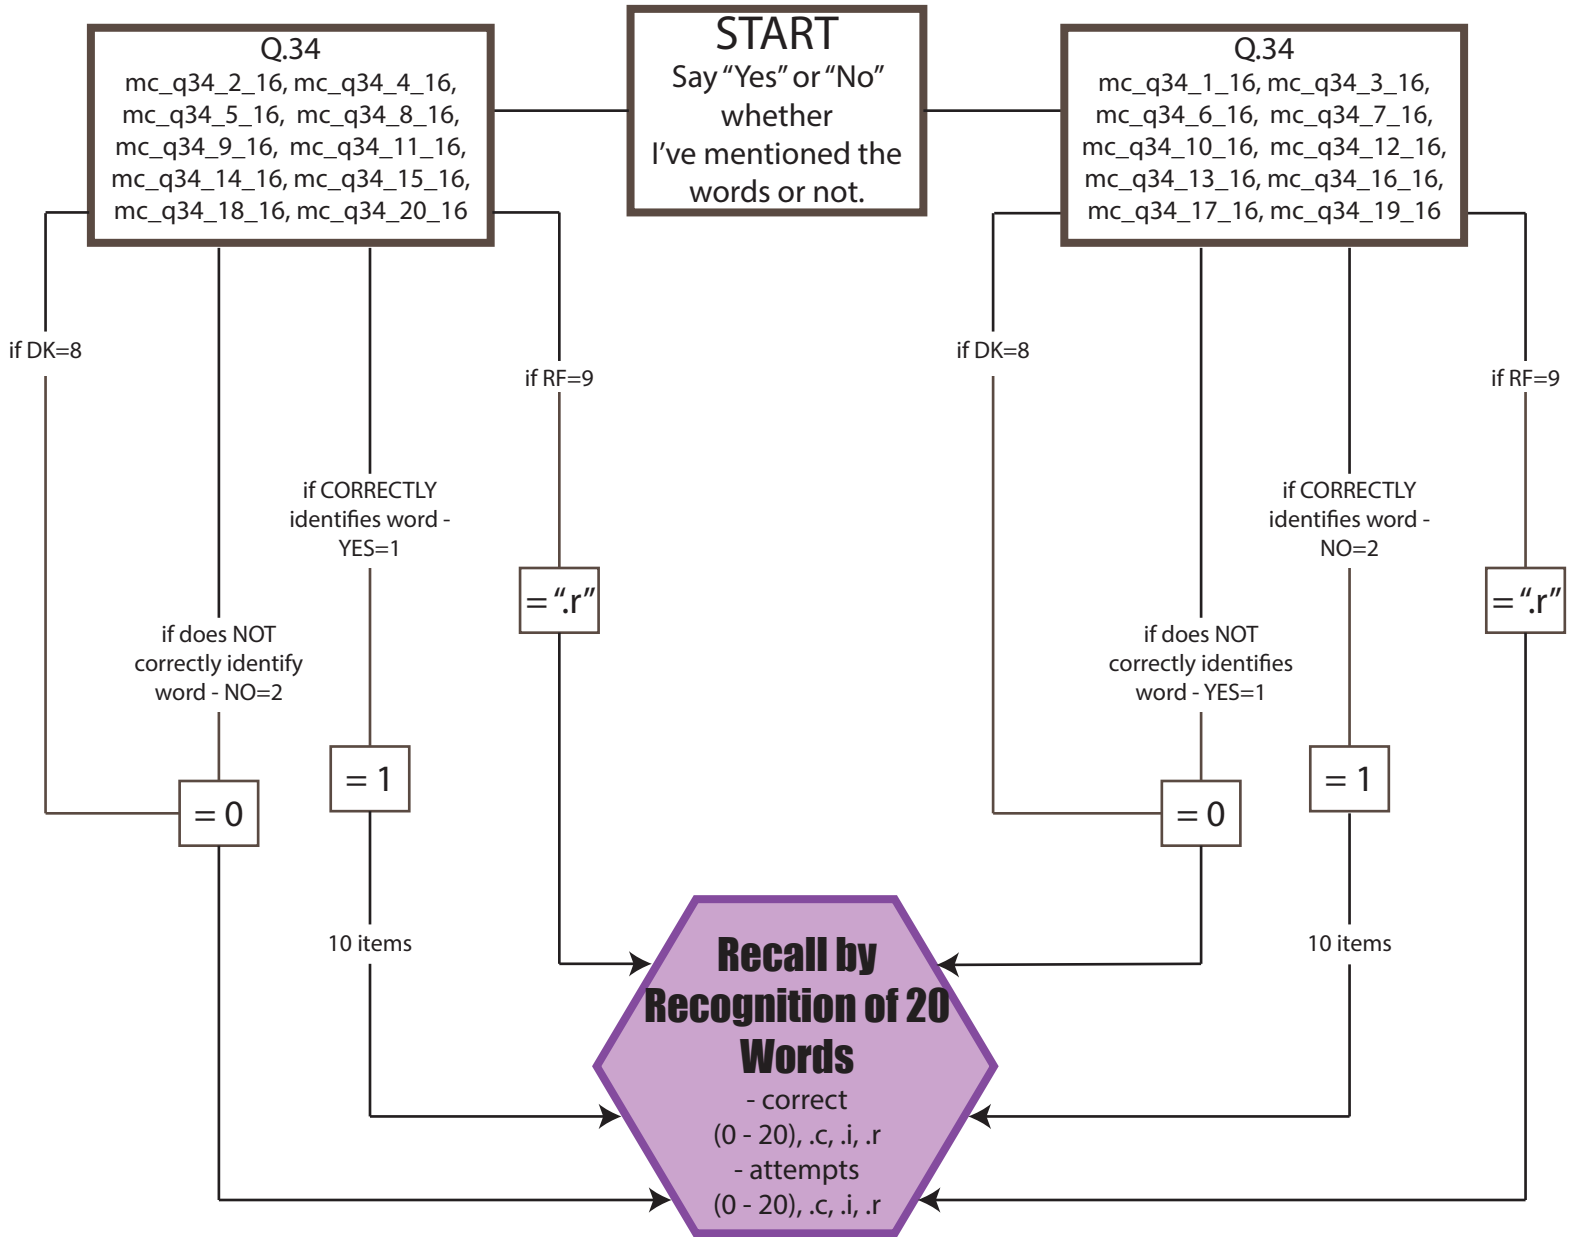 Q.34
mc_q34_2_16, mc_q34_4_16,
mc_q34_5_16, mc_q34_8_16,
mc_q34_9_16, mc_q34_11_16,
mc_q34_14_16, mc_q34_15_16,
mc_q34_18_16, mc_q34_20_16
START
Say “Yes” or “No”
whether
I’ve mentioned the
words or not.
Q.34
mc_q34_1_16, mc_q34_3_16,
mc_q34_6_16, mc_q34_7_16,
mc_q34_10_16, mc_q34_12_16,
mc_q34_13_16, mc_q34_16_16,
mc_q34_17_16, mc_q34_19_16
if DK=8
if does NOT
correctly identify
word - NO=2
if CORRECTLY
identifies word -
YES=1
if RF=9
= 0
= 1
= “.r”
10 items
if DK=8
if does NOT
correctly identifies
word - YES=1
if CORRECTLY
identifies word -
NO=2
if RF=9
= 0
= 1
= “.r”
10 items
Recall by
Recognition of 20
Words
- correct
(0 - 20), .c, .i, .r
- attempts
(0 - 20), .c, .i, .r